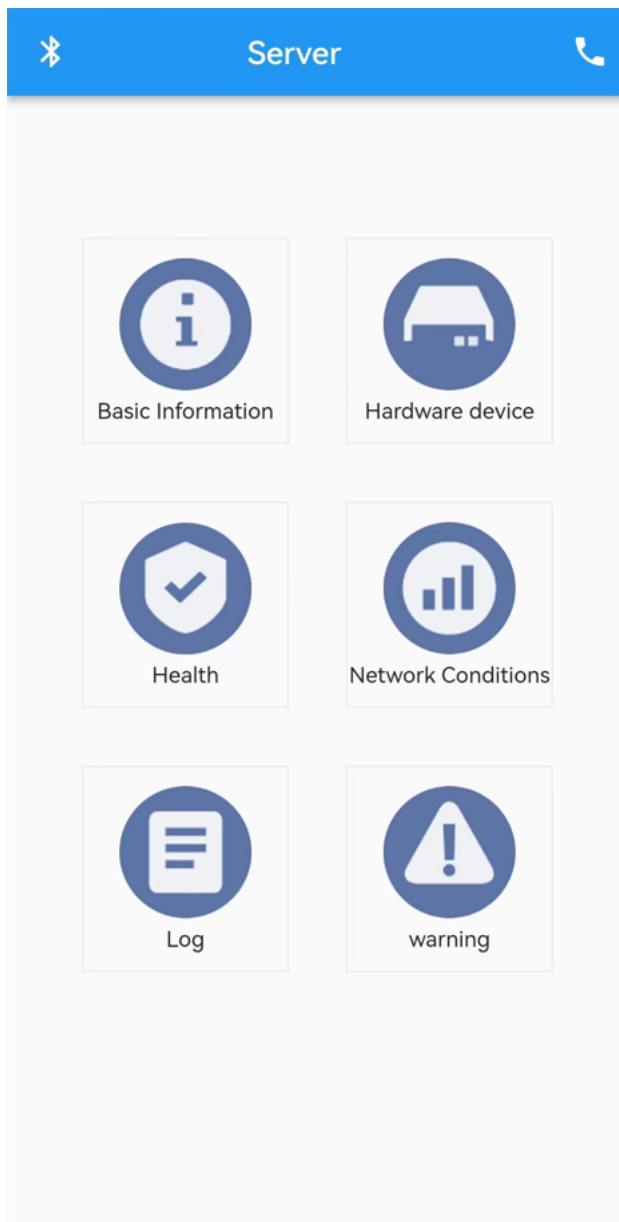 Server
Basic Information
Hardware device
Health
Network Conditions
Log
warning